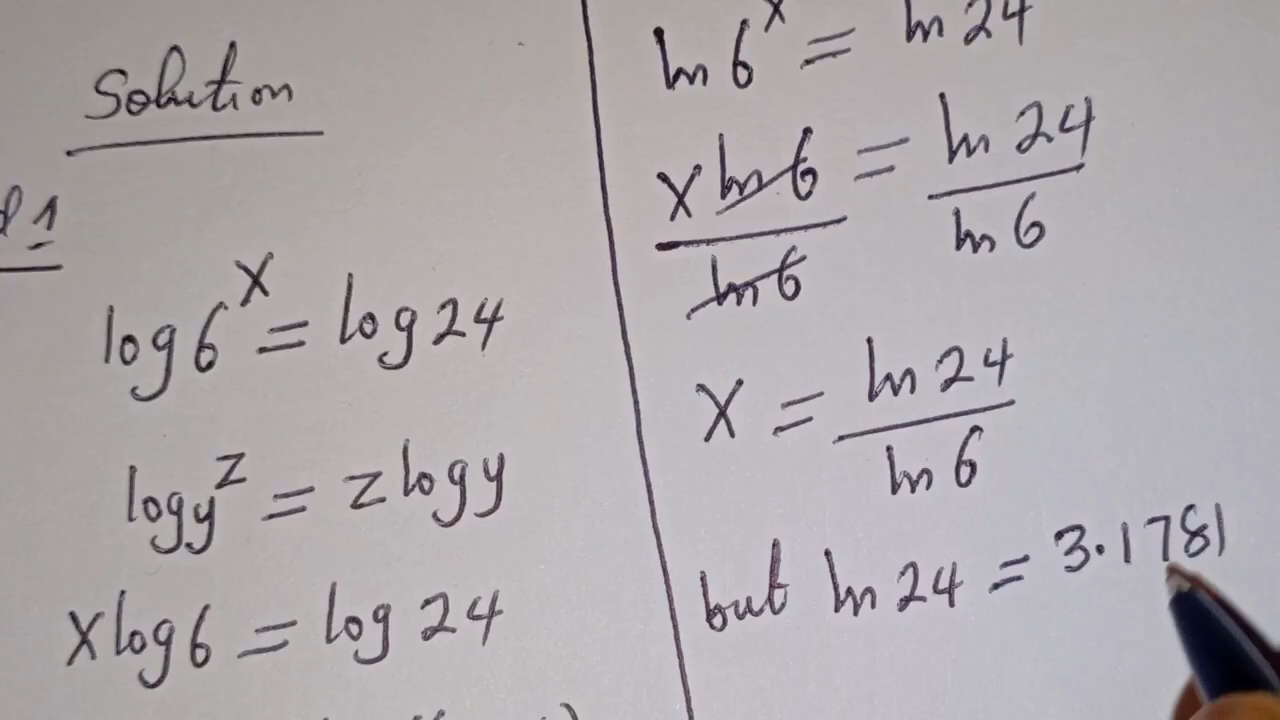 Solution
1
log 6^x = log 24
log y^z = z log y
x log 6 = log 24
ln 6^x = ln 24
x ln 6 / ln 6 = ln 24 / ln 6
x = ln 24 / ln 6
but ln 24 = 3.1781